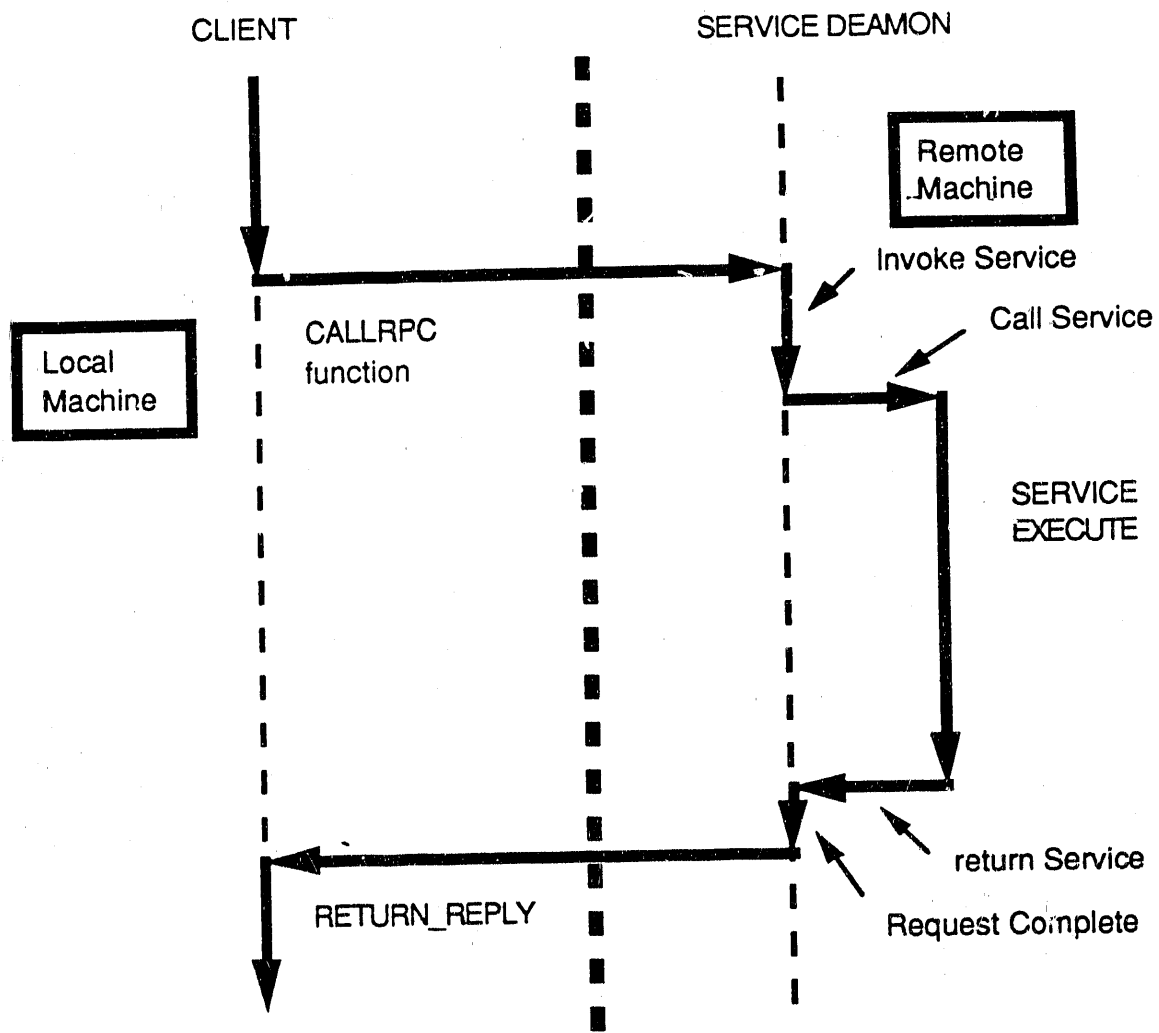 CLIENT
SERVICE DEAMON
Remote
Machine
Invoke Service
Call Service
CALLRPC
function
Local
Machine
SERVICE
EXECUTE
return Service
RETURN_REPLY
Request Complete